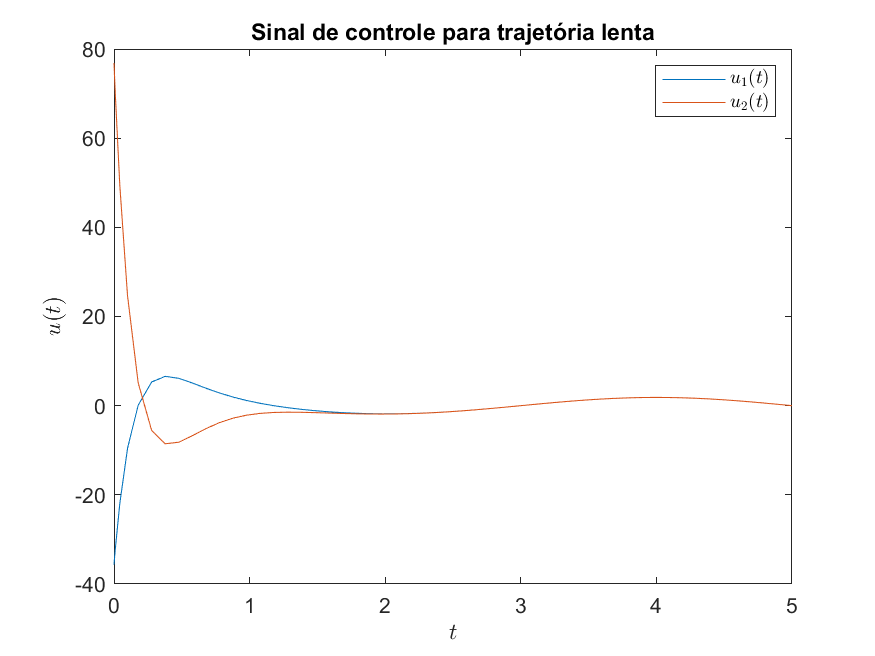 Sinal de controle para trajetória lenta
u₁(t)
u₂(t)
80
60
40
20
0
-20
-40
u(t)
0 1 2 3 4 5
t